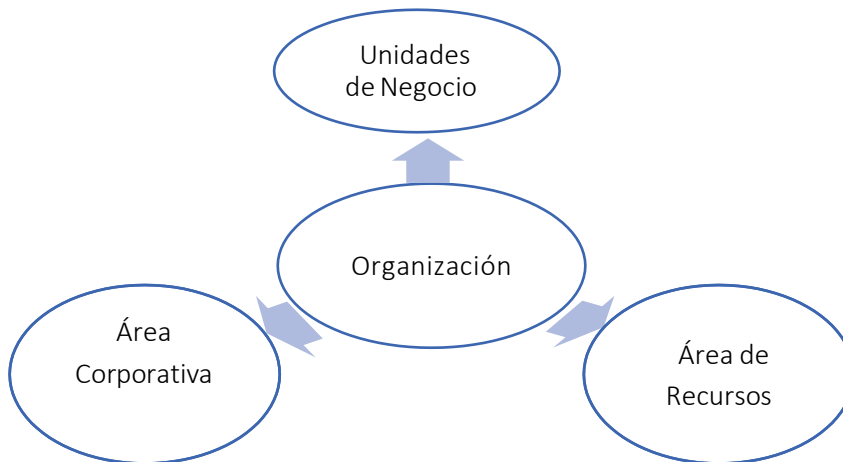 Unidades
de Negocio
Organización
Área
Corporativa
Área de
Recursos